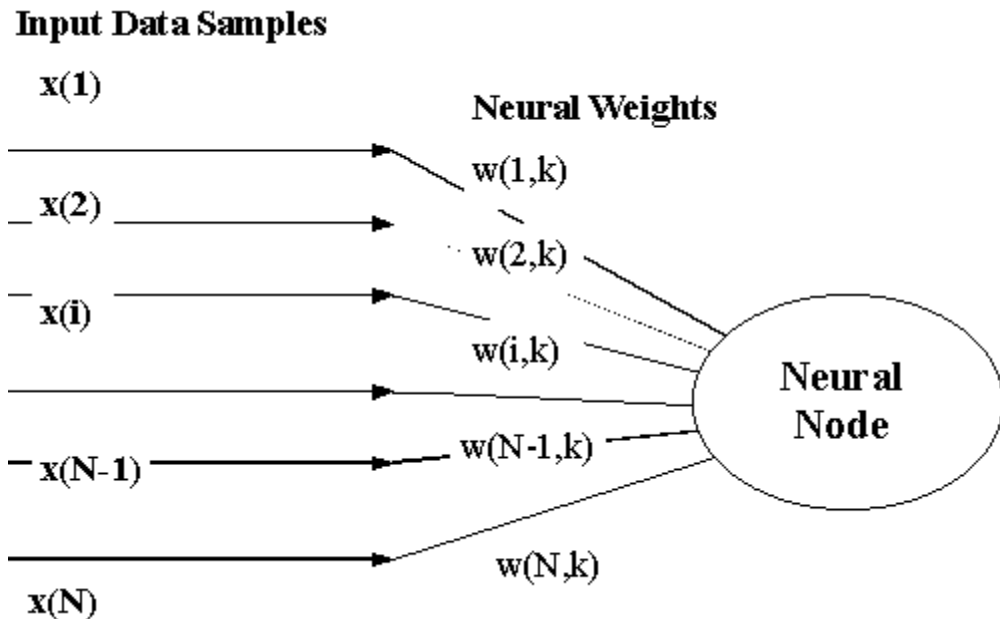 Input Data Samples
x(1)
Neural Weights
w(1,k)
x(2)
w(2,k)
x(i)
w(i,k)
Neural
Node
x(N-1)
w(N-1,k)
w(N,k)
x(N)